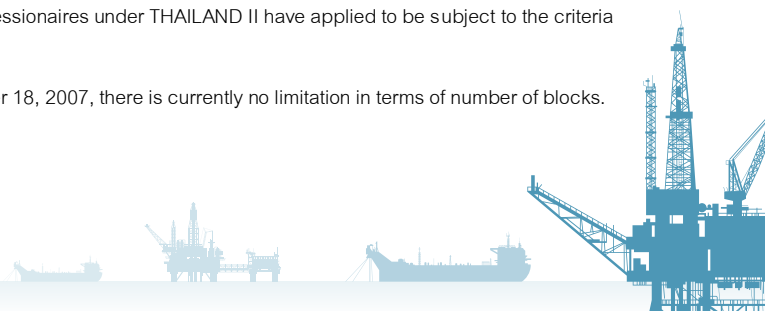 essionaires under THAILAND II have applied to be subject to the criteria
r 18, 2007, there is currently no limitation in terms of number of blocks.